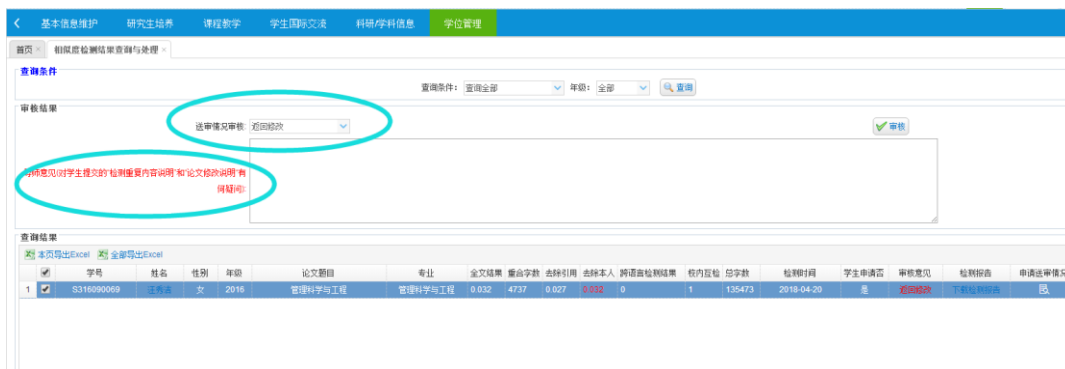 基本信息维护 研究生培养 课程教学 学生国际交流 科研/学科信息 学位管理
首页 相似度检测结果查询与处理
查询条件
查询条件： 查询全部 年级： 全部 查询
审核结果
送审情况审核: 返回修改 审核
导师意见(对学生提交的"检测重复内容说明"和"论文修改说明"有
何疑问):
查询结果
本页导出Excel 全部导出Excel
学号 姓名 性别 年级 论文题目 专业 全文结果 重合字数 去除引用 去除本人 跨语言检测结果 校内互检 总字数 检测时间 学生申请否 审核意见 检测报告 申请送审情况
1 S316090069 女 2016 管理科学与工程 管理科学与工程 0.032 4737 0.027 0.032 0 1 135473 2018-04-20 是 返回修改 下载检测报告